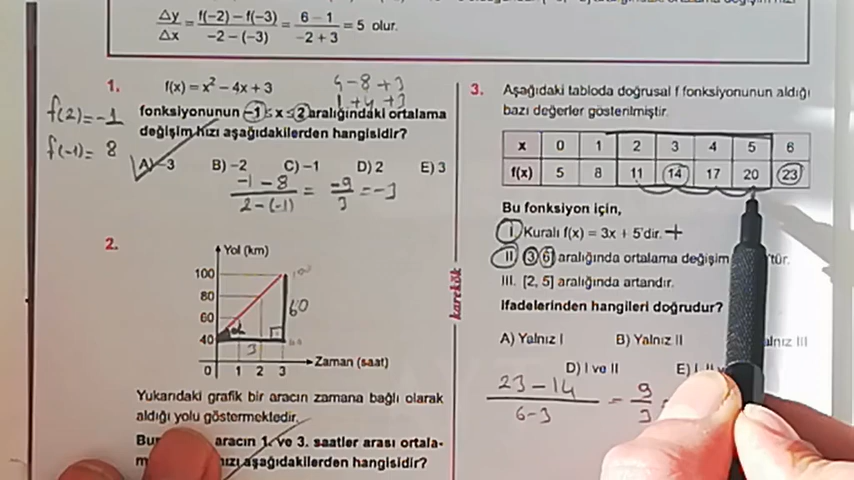 Δy/Δx = f(−2) − f(−3)/−2 − (−3) = 6 − 1/−2 + 3 = 5 olur.
1. f(x) = x² − 4x + 3
4 - 8 + 3
1 + 4 + 3
f(2) = -1
fonksiyonunun −1 ≤ x ≤ 2 aralığındaki ortalama
değişim hızı aşağıdakilerden hangisidir?
f(-1) = 8
A) −3 B) −2 C) −1 D) 2 E) 3
-1 - 8/2 - (-1) = -9/3 = -3
2.
Yol (km)
100
80
60
40
0 1 2 3
Zaman (saat)
60
3
α
Yukarıdaki grafik bir aracın zamana bağlı olarak
aldığı yolu göstermektedir.
aracın 1. ve 3. saatler arası ortala-
hızı aşağıdakilerden hangisidir?
karekök
3. Aşağıdaki tabloda doğrusal f fonksiyonunun aldığı
bazı değerler gösterilmiştir.
x 0 1 2 3 4 5 6
f(x) 5 8 11 14 17 20 23
Bu fonksiyon için,
I Kuralı f(x) = 3x + 5'dir. +
II 3 6 aralığında ortalama değişim 'tür.
III. [2, 5] aralığında artandır.
ifadelerinden hangileri doğrudur?
A) Yalnız I B) Yalnız II alnız III
D) I ve II E) I, II v
23 - 14/6 - 3 = 9/3 =